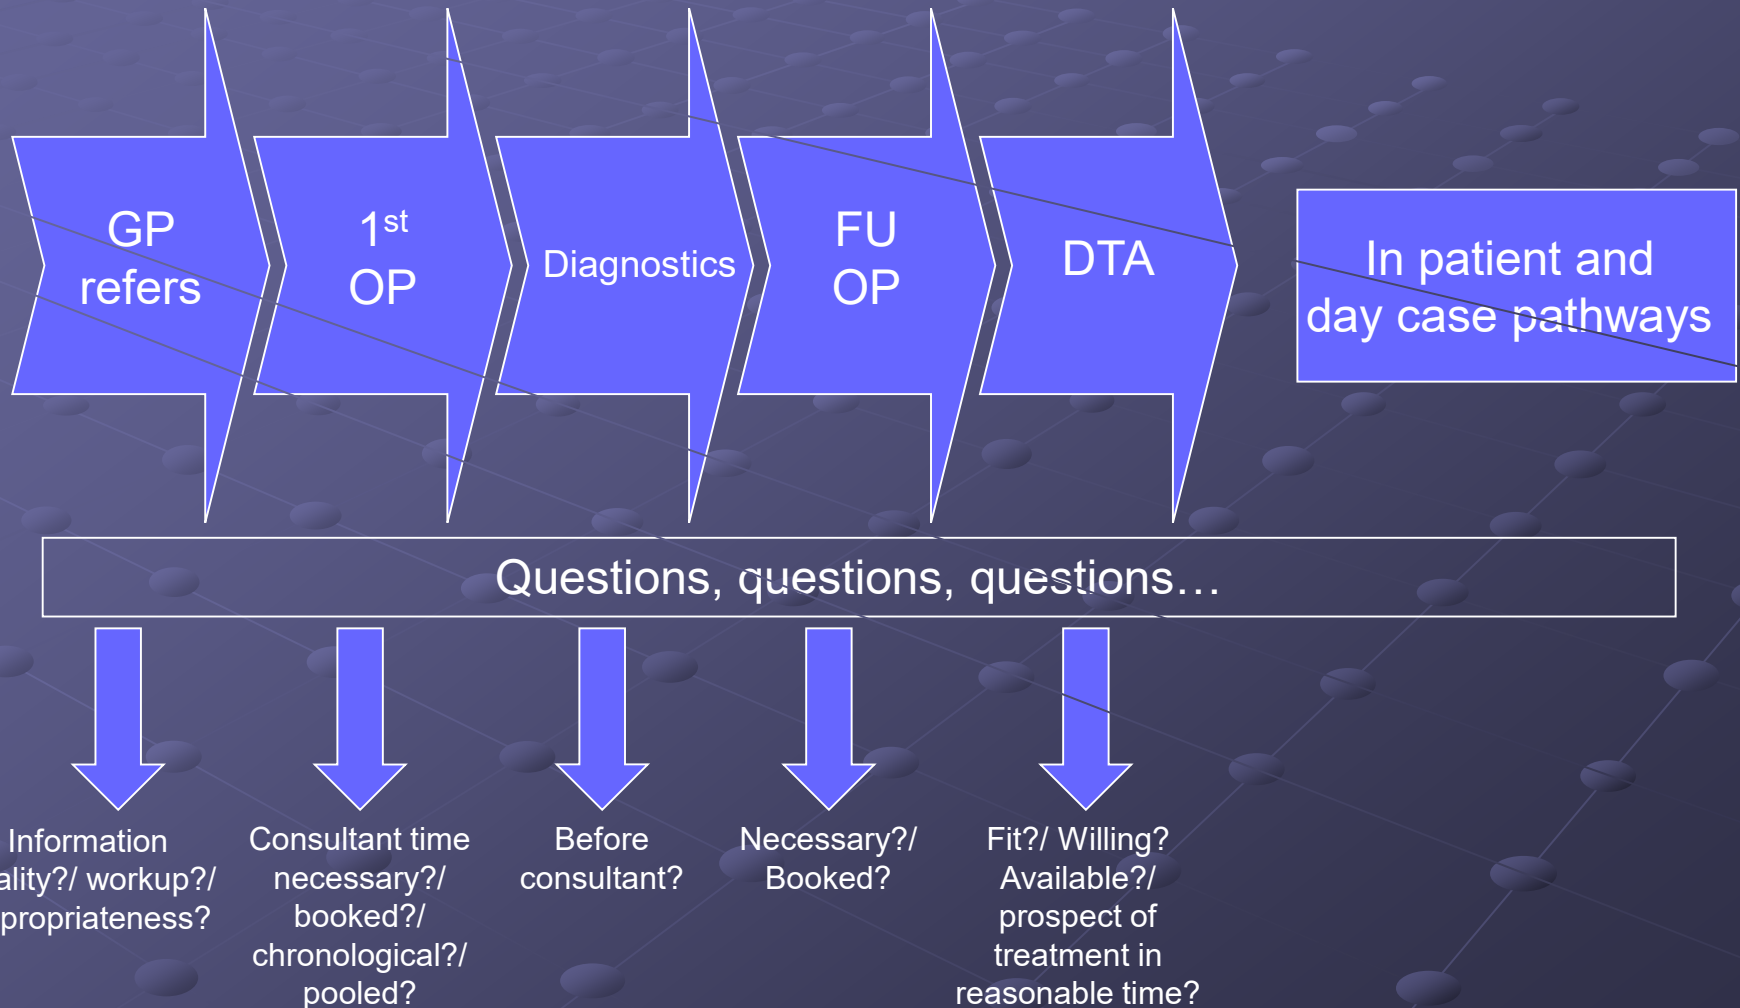 GP
refers
1st
OP
Diagnostics
FU
OP
DTA
In patient and
day case pathways
Questions, questions, questions…
Information
ality?/ workup?/
propriateness?
Consultant time
necessary?/
booked?/
chronological?/
pooled?
Before
consultant?
Necessary?/
Booked?
Fit?/ Willing?
Available?/
prospect of
treatment in
reasonable time?